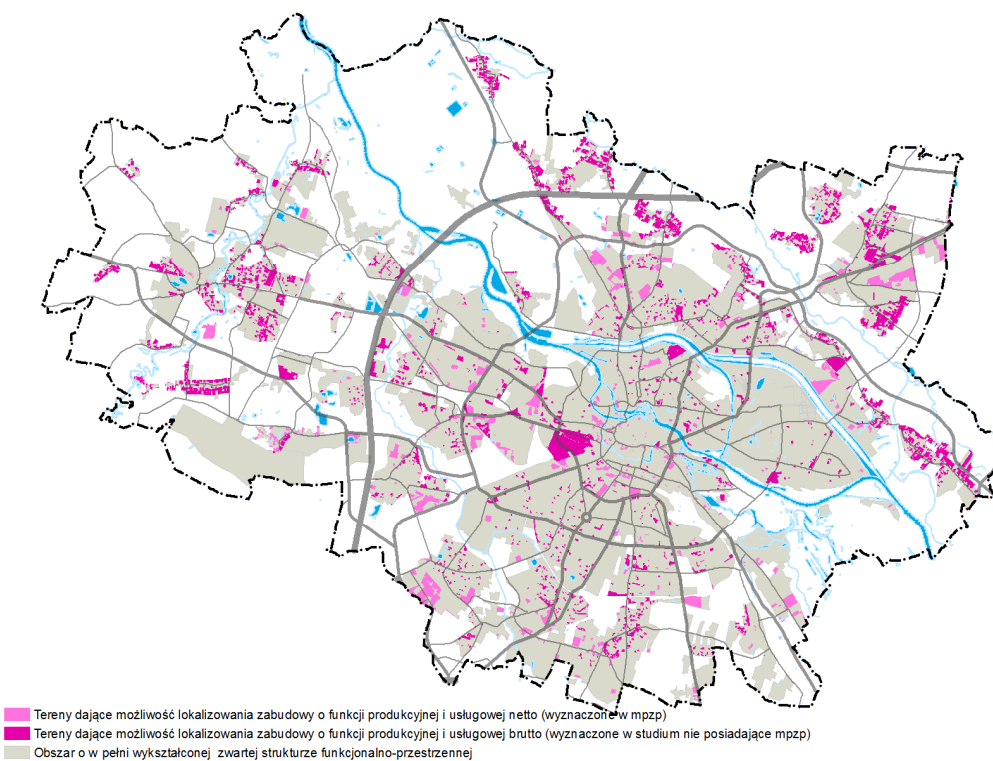 Tereny dające możliwość lokalizowania zabudowy o funkcji produkcyjnej i usługowej netto (wyznaczone w mpzp)
Tereny dające możliwość lokalizowania zabudowy o funkcji produkcyjnej i usługowej brutto (wyznaczone w studium nie posiadające mpzp)
Obszar o w pełni wykształconej zwartej strukturze funkcjonalno-przestrzennej